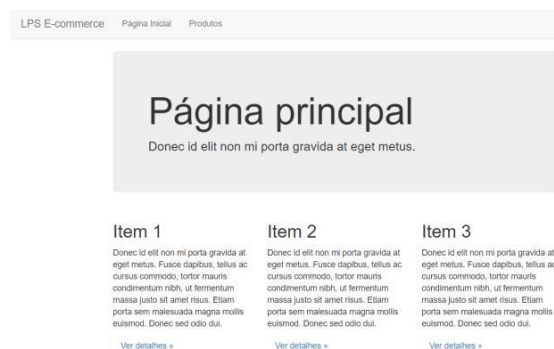 LPS E-commerce Página Inicial Produtos
Página principal
Donec id elit non mi porta gravida at eget metus.
Item 1
Donec id elit non mi porta gravida at
eget metus. Fusce dapibus, tellus ac
cursus commodo, tortor mauris
condimentum nibh, ut fermentum
massa justo sit amet risus. Etiam
porta sem malesuada magna mollis
euismod. Donec sed odio dui.
Ver detalhes »
Item 2
Donec id elit non mi porta gravida at
eget metus. Fusce dapibus, tellus ac
cursus commodo, tortor mauris
condimentum nibh, ut fermentum
massa justo sit amet risus. Etiam
porta sem malesuada magna mollis
euismod. Donec sed odio dui.
Ver detalhes »
Item 3
Donec id elit non mi porta gravida at
eget metus. Fusce dapibus, tellus ac
cursus commodo, tortor mauris
condimentum nibh, ut fermentum
massa justo sit amet risus. Etiam
porta sem malesuada magna mollis
euismod. Donec sed odio dui.
Ver detalhes »